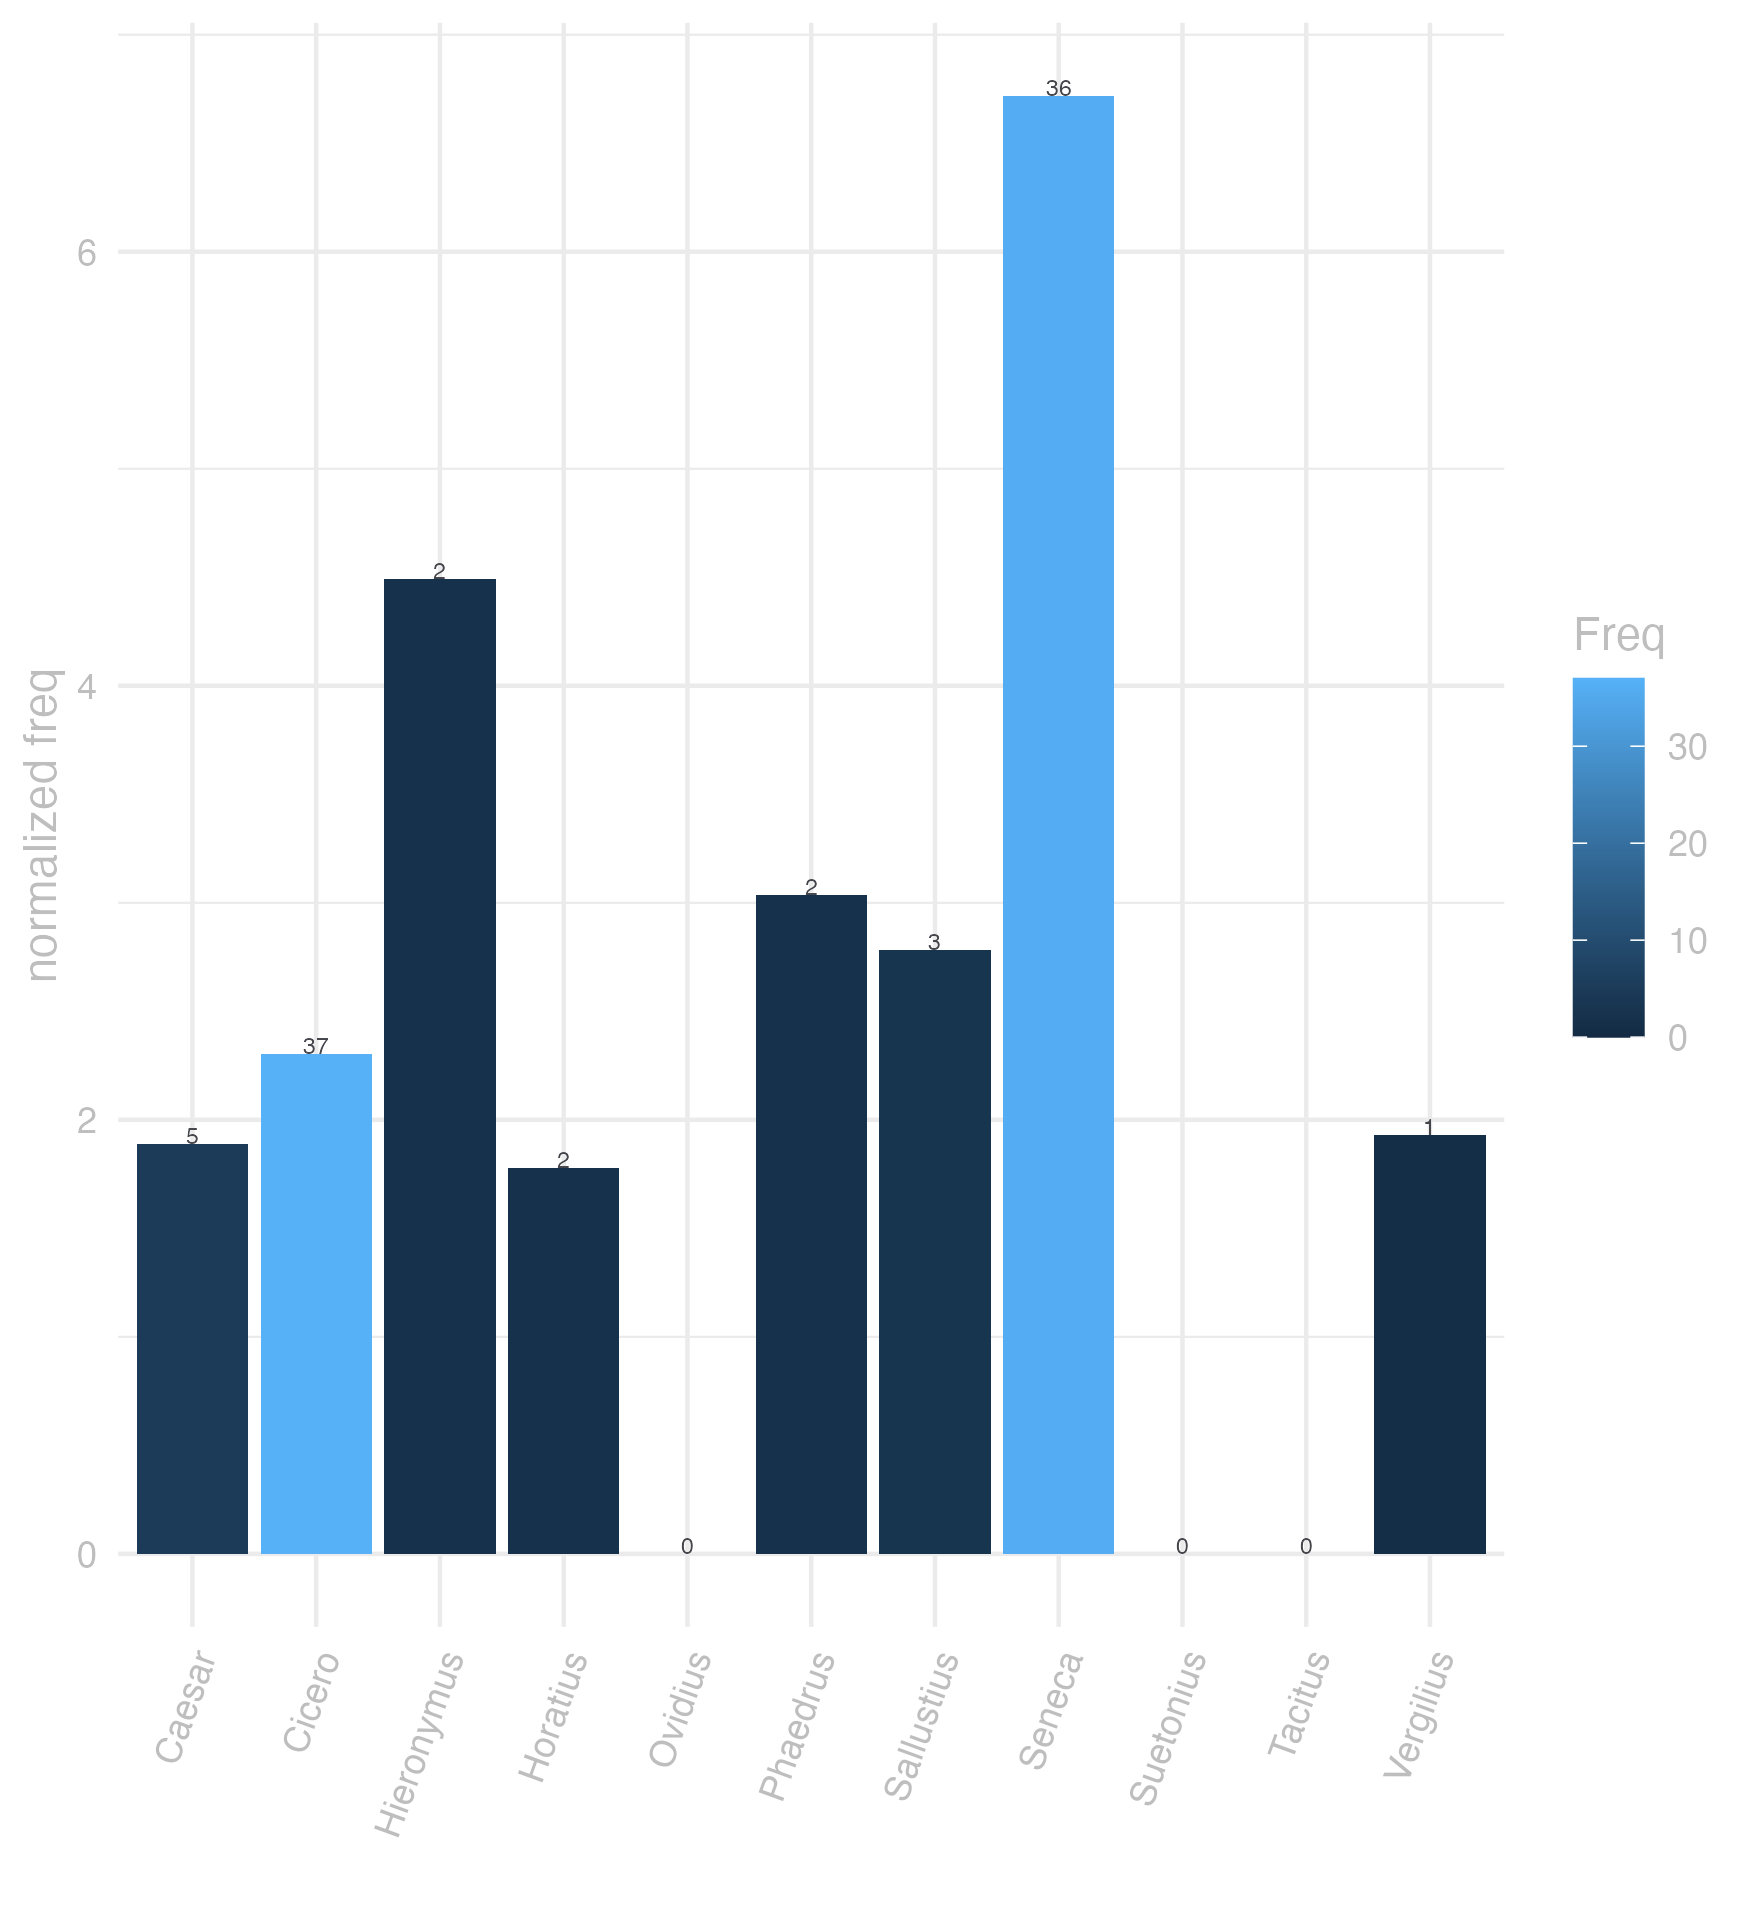 36
6
2
Freq
4
normalized freq
30
20
2
3
10
37
0
2
5
1
2
0
0
0
0
Caesar
Cicero
Hieronymus
Horatius
Ovidius
Phaedrus
Sallustius
Seneca
Suetonius
Tacitus
Vergilius